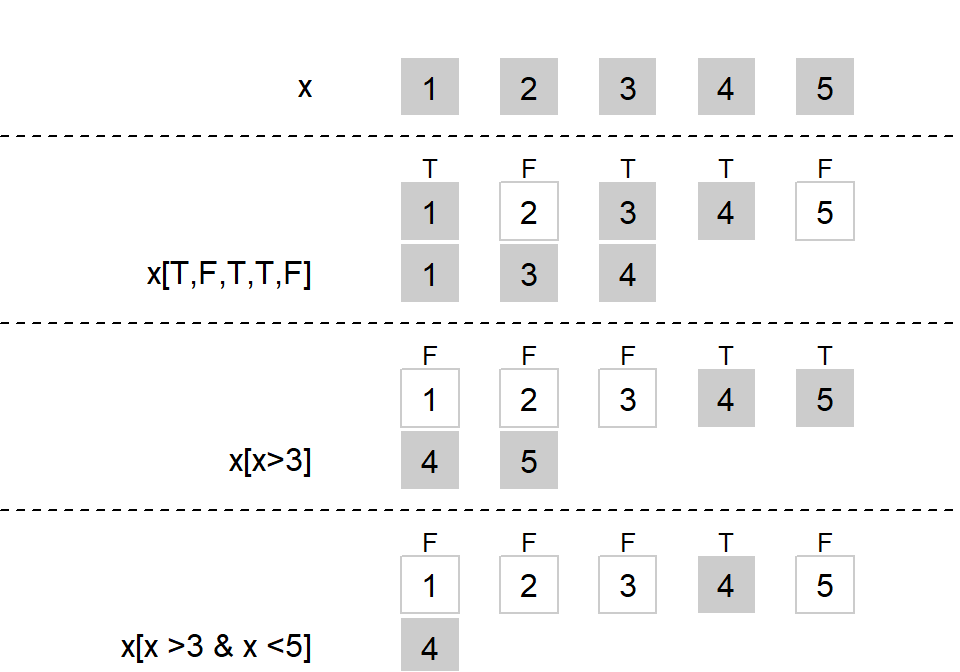 x 1 2 3 4 5
T F T T F
1 2 3 4 5
x[T,F,T,T,F] 1 3 4
F F F T T
1 2 3 4 5
x[x>3] 4 5
F F F T F
1 2 3 4 5
x[x >3 & x <5] 4